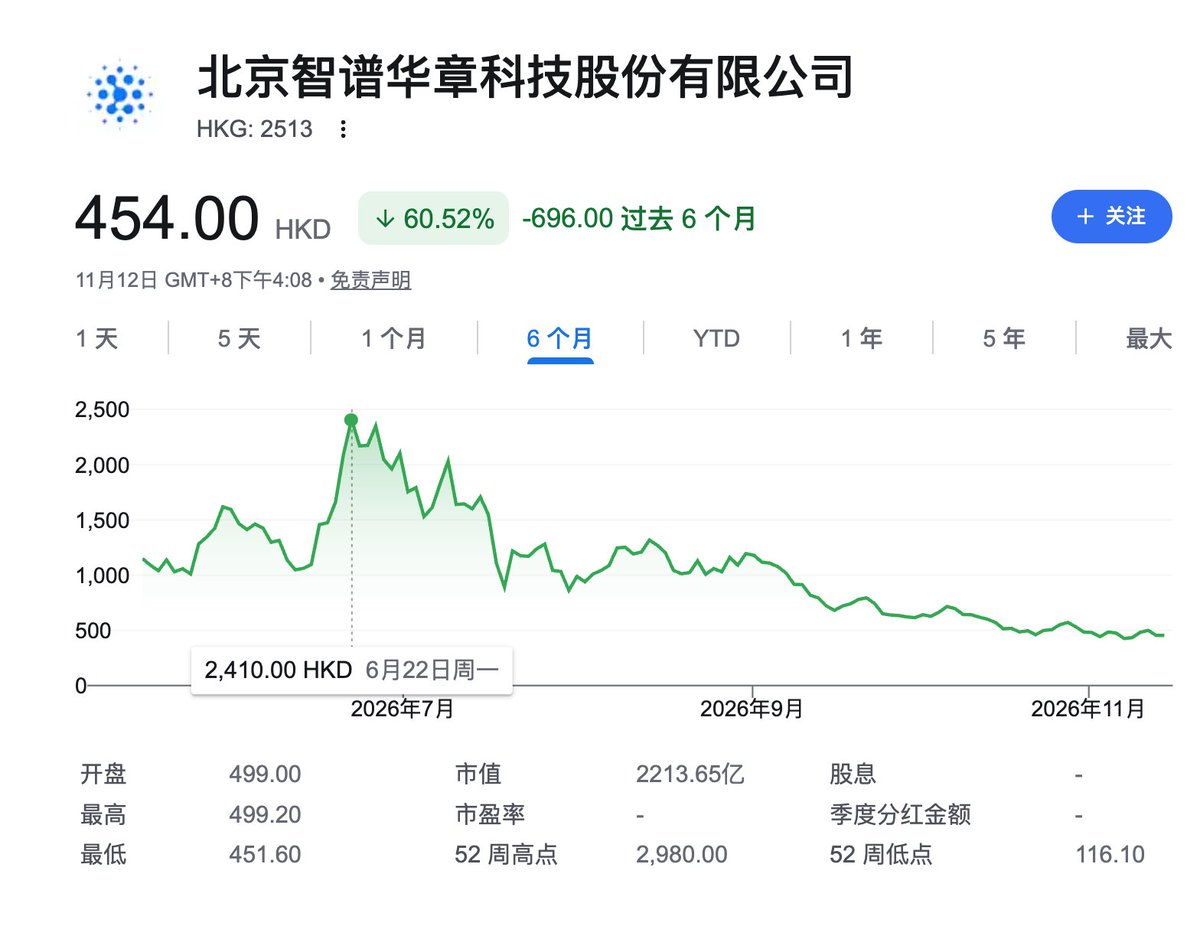 北京智谱华章科技股份有限公司
HKG: 2513
454.00 HKD ↓ 60.52% -696.00 过去 6 个月
+ 关注
11月12日 GMT+8下午4:08 • 免责声明
1 天 5 天 1 个月 6 个月 YTD 1 年 5 年 最大
2,500
2,000
1,500
1,000
500
0
2,410.00 HKD 6月22日周一
2026年7月 2026年9月 2026年11月
开盘 499.00 市值 2213.65亿 股息 -
最高 499.20 市盈率 - 季度分红金额 -
最低 451.60 52 周高点 2,980.00 52 周低点 116.10